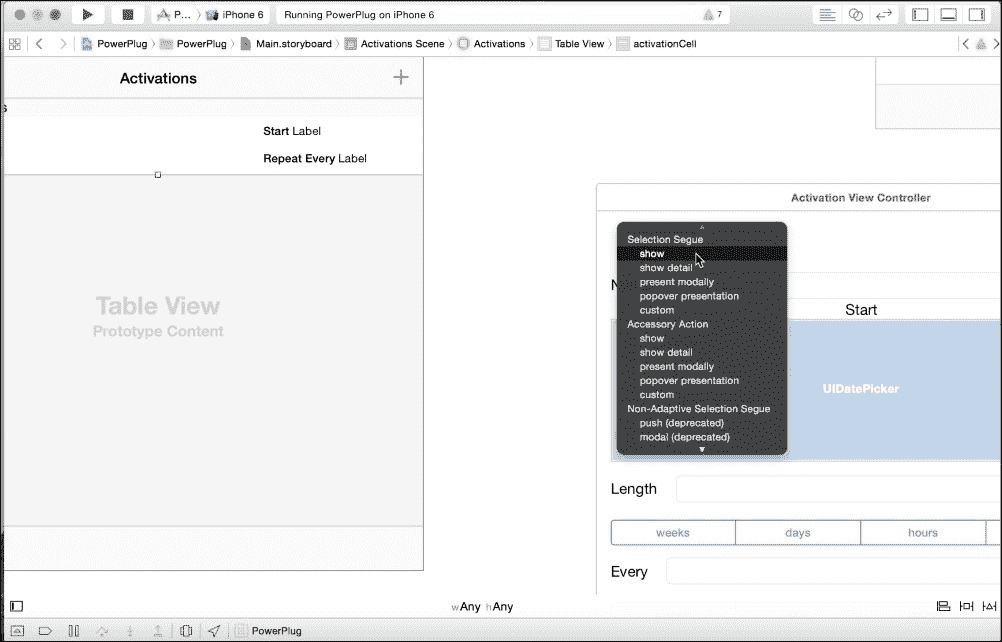 P... iPhone 6 Running PowerPlug on iPhone 6 7
PowerPlug PowerPlug Main.storyboard Activations Scene Activations Table View activationCell
Activations
s
Start Label
Repeat Every Label
Table View
Prototype Content
Activation View Controller
Selection Segue
show
show detail
present modally
popover presentation
custom
Accessory Action
show
show detail
present modally
popover presentation
custom
Non-Adaptive Selection Segue
push (deprecated)
modal (deprecated)
N
Start
UIDatePicker
Length
weeks days hours
Every
wAny hAny
PowerPlug